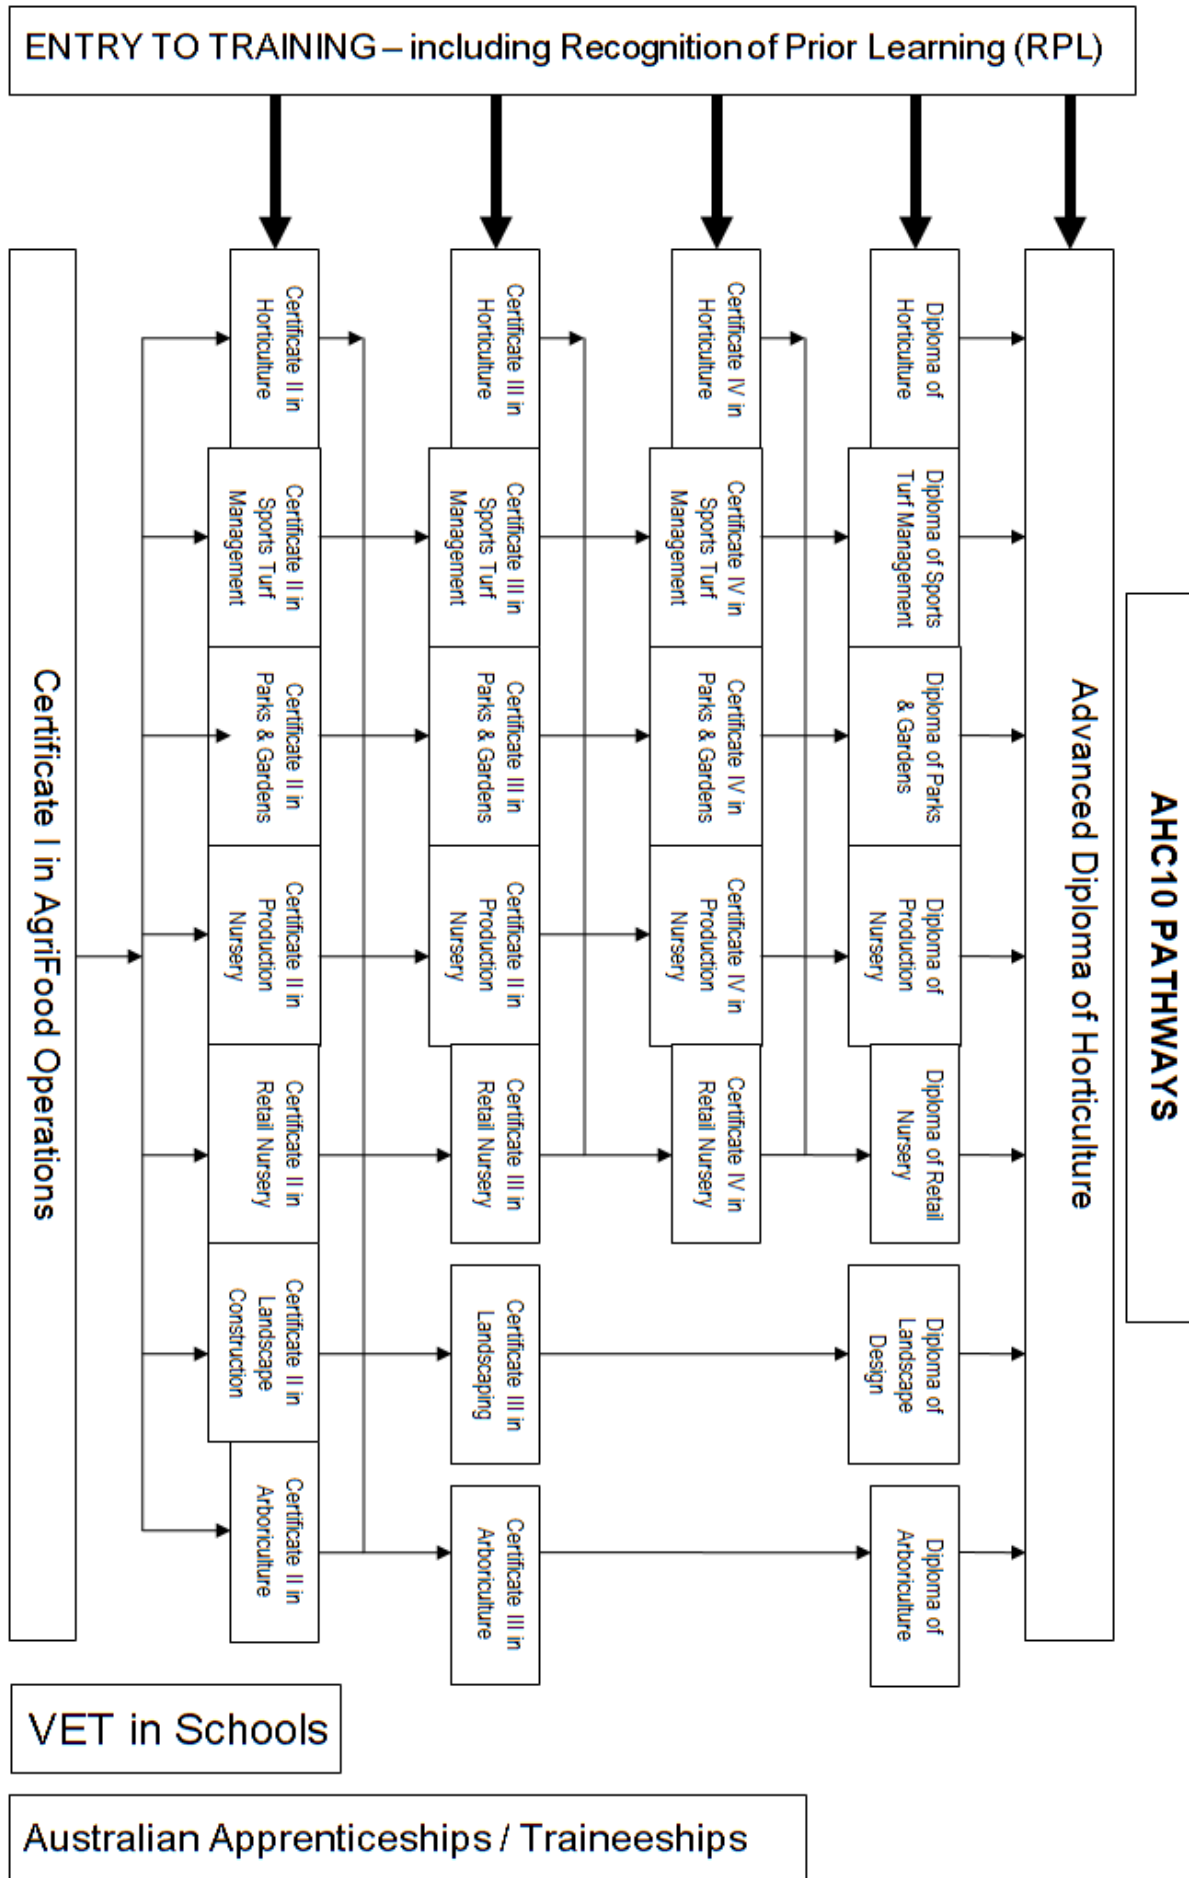 ENTRY TO TRAINING – including Recognition of Prior Learning (RPL)
AHC10 PATHWAYS
Advanced Diploma of Horticulture
Diploma of
Horticulture
Diploma of Sports
Turf Management
Diploma of Parks
& Gardens
Diploma of
Production
Nursery
Diploma of Retail
Nursery
Diploma of
Landscape
Design
Diploma of
Arboriculture
Certificate IV in
Horticulture
Certificate IV in
Sports Turf
Management
Certificate IV in
Parks & Gardens
Certificate IV in
Production
Nursery
Certificate IV in
Retail Nursery
Certificate III in
Horticulture
Certificate III in
Sports Turf
Management
Certificate III in
Parks & Gardens
Certificate II in
Production
Nursery
Certificate III in
Retail Nursery
Certificate III in
Landscaping
Certificate III in
Arboriculture
Certificate II in
Horticulture
Certificate II in
Sports Turf
Management
Certificate II in
Parks & Gardens
Certificate II in
Production
Nursery
Certificate II in
Retail Nursery
Certificate II in
Landscape
Construction
Certificate II in
Arboriculture
Certificate I in AgriFood Operations
VET in Schools
Australian Apprenticeships / Traineeships